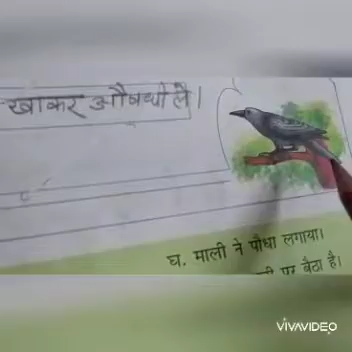 खाकर औषधी ले।
घ. माली ने पौधा लगाया।
पर बैठा है।
VIVAVIDEO